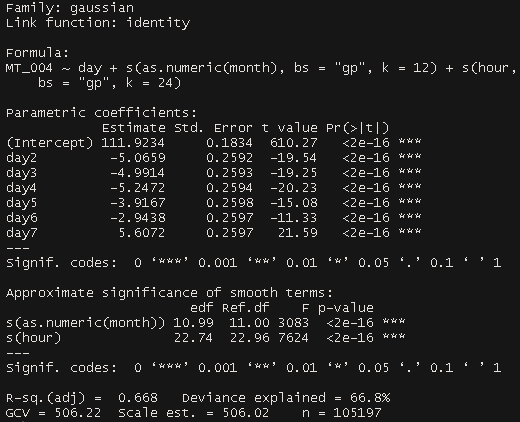 Family: gaussian
Link function: identity

Formula:
MT_004 ~ day + s(as.numeric(month), bs = "gp", k = 12) + s(hour,
    bs = "gp", k = 24)

Parametric coefficients:
            Estimate Std. Error t value Pr(>|t|)
(Intercept) 111.9234     0.1834  610.27   <2e-16 ***
day2         -5.0659     0.2592  -19.54   <2e-16 ***
day3         -4.9914     0.2593  -19.25   <2e-16 ***
day4         -5.2472     0.2594  -20.23   <2e-16 ***
day5         -3.9167     0.2598  -15.08   <2e-16 ***
day6         -2.9438     0.2597  -11.33   <2e-16 ***
day7          5.6072     0.2597   21.59   <2e-16 ***
---
Signif. codes:  0 ‘***’ 0.001 ‘**’ 0.01 ‘*’ 0.05 ‘.’ 0.1 ‘ ’ 1

Approximate significance of smooth terms:
                       edf Ref.df    F p-value
s(as.numeric(month)) 10.99  11.00 3083  <2e-16 ***
s(hour)              22.74  22.96 7624  <2e-16 ***
---
Signif. codes:  0 ‘***’ 0.001 ‘**’ 0.01 ‘*’ 0.05 ‘.’ 0.1 ‘ ’ 1

R-sq.(adj) =  0.668   Deviance explained = 66.8%
GCV = 506.22  Scale est. = 506.02    n = 105197